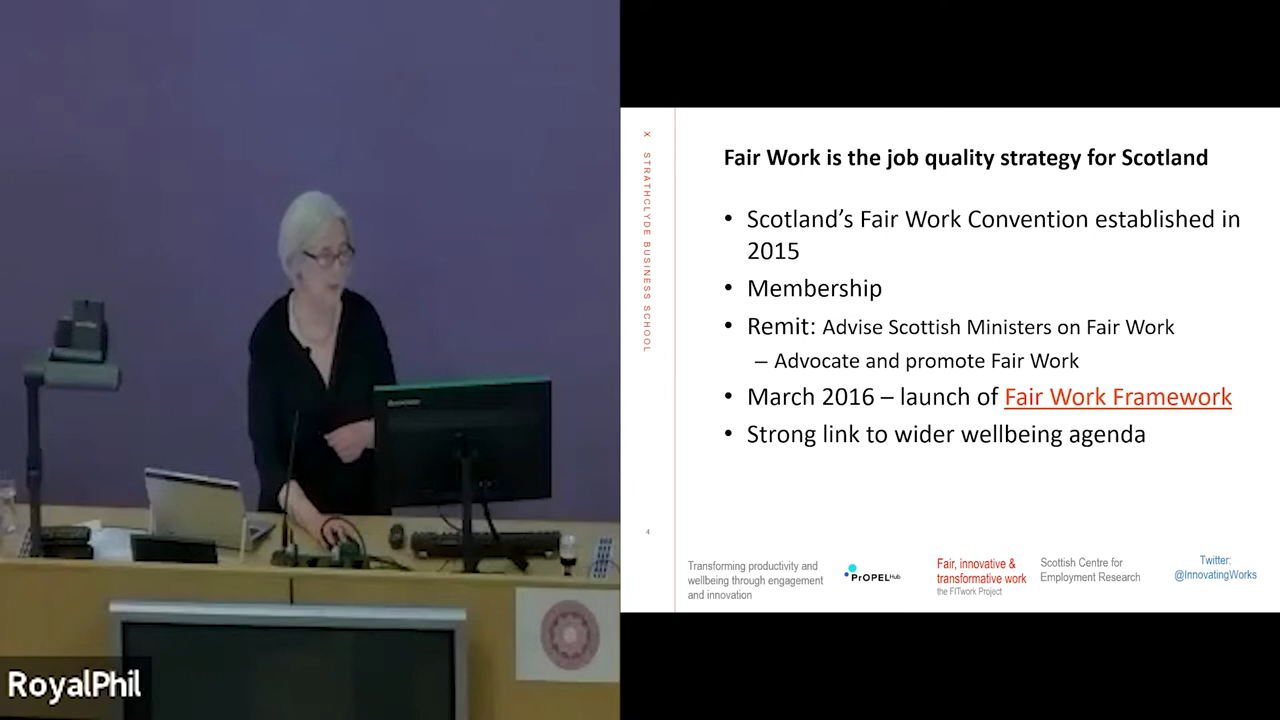 RoyalPhil
X STRATHCLYDE BUSINESS SCHOOL
Fair Work is the job quality strategy for Scotland
• Scotland’s Fair Work Convention established in
2015
• Membership
• Remit: Advise Scottish Ministers on Fair Work
– Advocate and promote Fair Work
• March 2016 – launch of Fair Work Framework
• Strong link to wider wellbeing agenda
4
Transforming productivity and
wellbeing through engagement
and innovation
PrOPEL Hub
Fair, innovative &
transformative work
the FITwork Project
Scottish Centre for
Employment Research
Twitter:
@InnovatingWorks